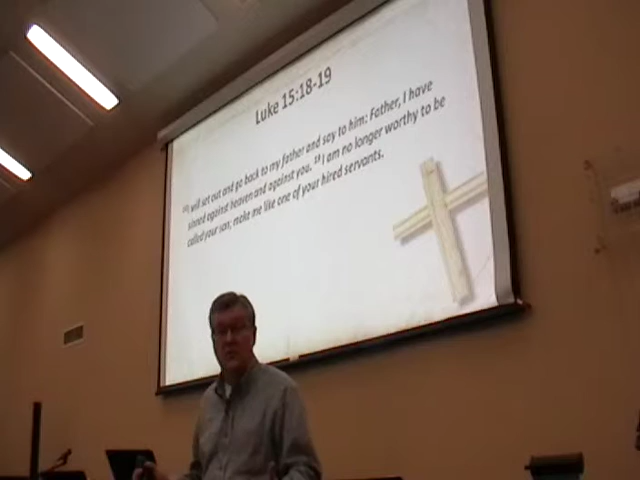 Luke 15:18-19
18 I will set out and go back to my father and say to him: Father, I have
sinned against heaven and against you. 19 I am no longer worthy to be
called your son; make me like one of your hired servants.